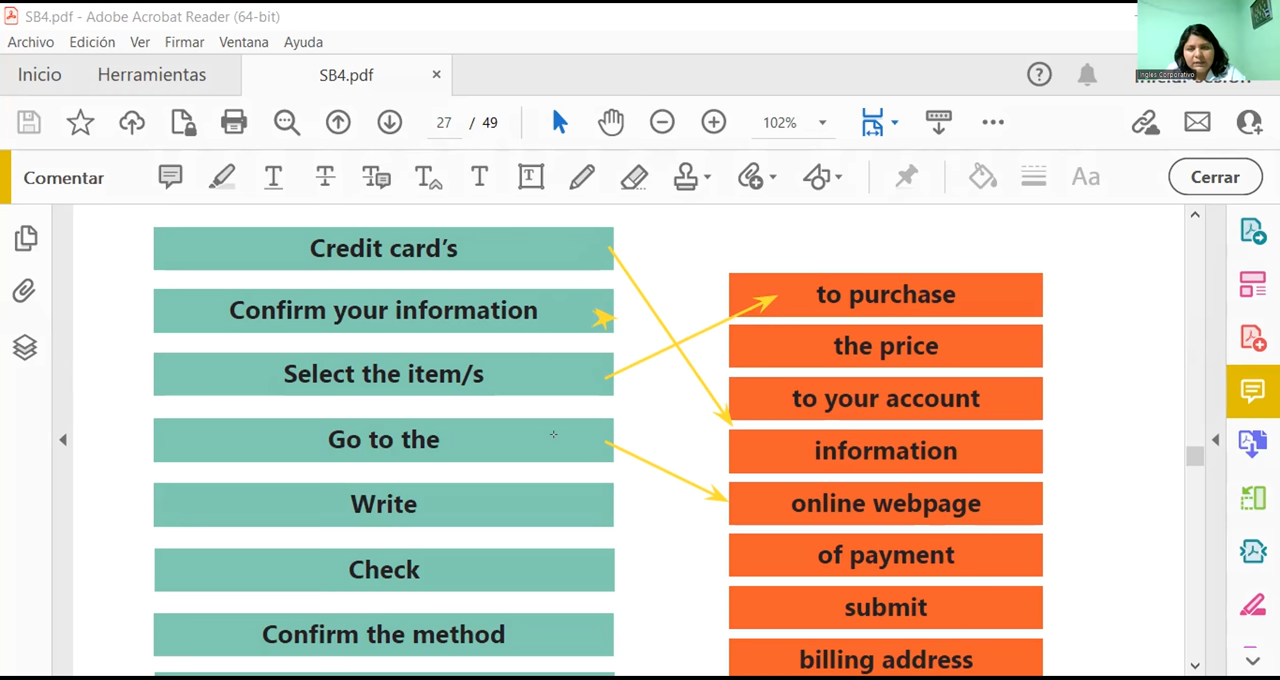 SB4.pdf - Adobe Acrobat Reader (64-bit)
Archivo Edición Ver Firmar Ventana Ayuda
Inicio Herramientas SB4.pdf ×
Ingles Corporativo
27 / 49 102%
Comentar Cerrar
Credit card's
Confirm your information
Select the item/s
Go to the
Write
Check
Confirm the method
to purchase
the price
to your account
information
online webpage
of payment
submit
billing address